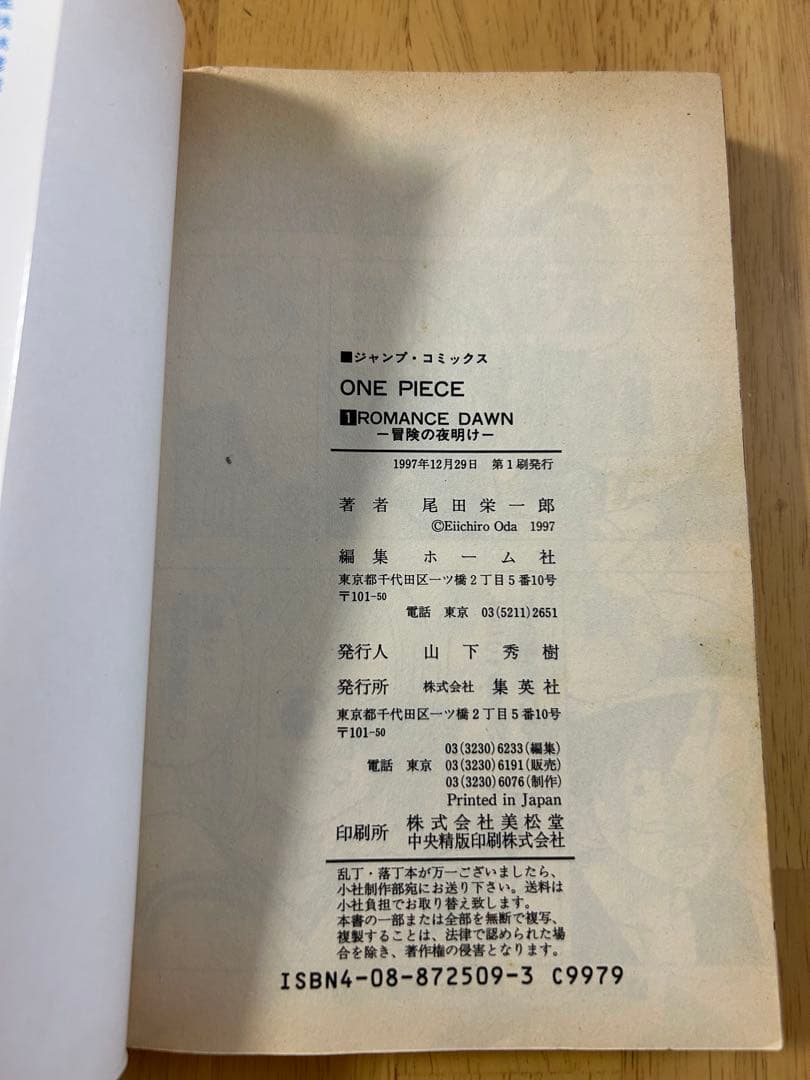 ■ジャンプ・コミックス
ONE PIECE
1 ROMANCE DAWN
ー冒険の夜明けー
1997年12月29日 第1刷発行
著者 尾田栄一郎
©Eiichiro Oda 1997
編集 ホーム社
東京都千代田区一ツ橋2丁目5番10号
〒101-50
電話 東京 03(5211)2651
発行人 山下秀樹
発行所 株式会社 集英社
東京都千代田区一ツ橋2丁目5番10号
〒101-50
03(3230)6233(編集)
電話 東京 03(3230)6191(販売)
03(3230)6076(制作)
Printed in Japan
印刷所 株式会社美松堂
中央精版印刷株式会社
乱丁・落丁本が万一ございましたら、
小社制作部宛にお送り下さい。送料は
小社負担でお取り替え致します。
本書の一部または全部を無断で複写、
複製することは、法律で認められた場
合を除き、著作権の侵害となります。
ISBN4-08-872509-3 C9979